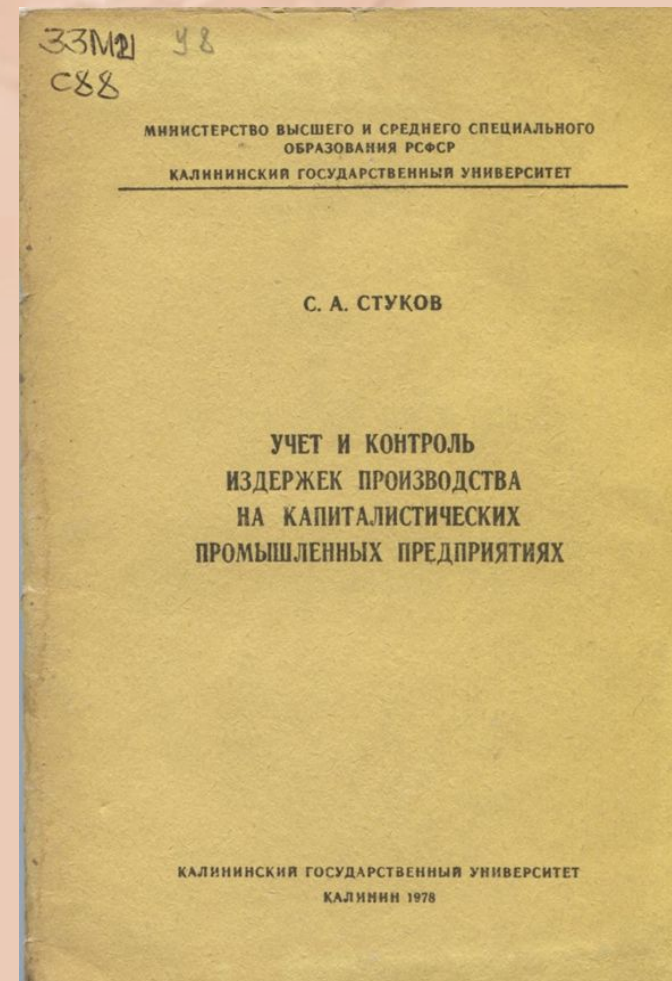 ЗЗМ21 У8
С88
МИНИСТЕРСТВО ВЫСШЕГО И СРЕДНЕГО СПЕЦИАЛЬНОГО
ОБРАЗОВАНИЯ РСФСР
КАЛИНИНСКИЙ ГОСУДАРСТВЕННЫЙ УНИВЕРСИТЕТ
С. А. СТУКОВ
УЧЕТ И КОНТРОЛЬ
ИЗДЕРЖЕК ПРОИЗВОДСТВА
НА КАПИТАЛИСТИЧЕСКИХ
ПРОМЫШЛЕННЫХ ПРЕДПРИЯТИЯХ
КАЛИНИНСКИЙ ГОСУДАРСТВЕННЫЙ УНИВЕРСИТЕТ
КАЛИНИН 1978